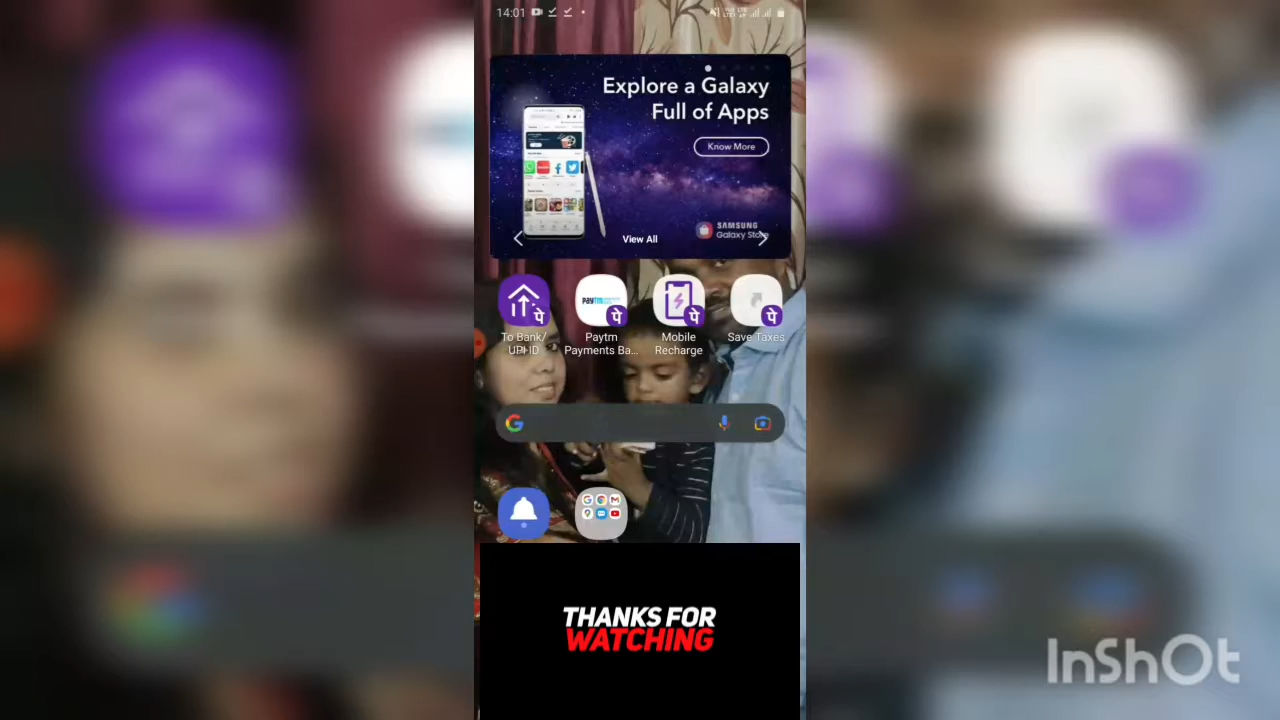 14:01
Explore a Galaxy
Full of Apps
Know More
SAMSUNG
Galaxy Store
View All
paytm
पे
पे
पे
पे
To Bank/
UPI ID
Paytm
Payments Ba...
Mobile
Recharge
Save Taxes
THANKS FOR
WATCHING
InShOt